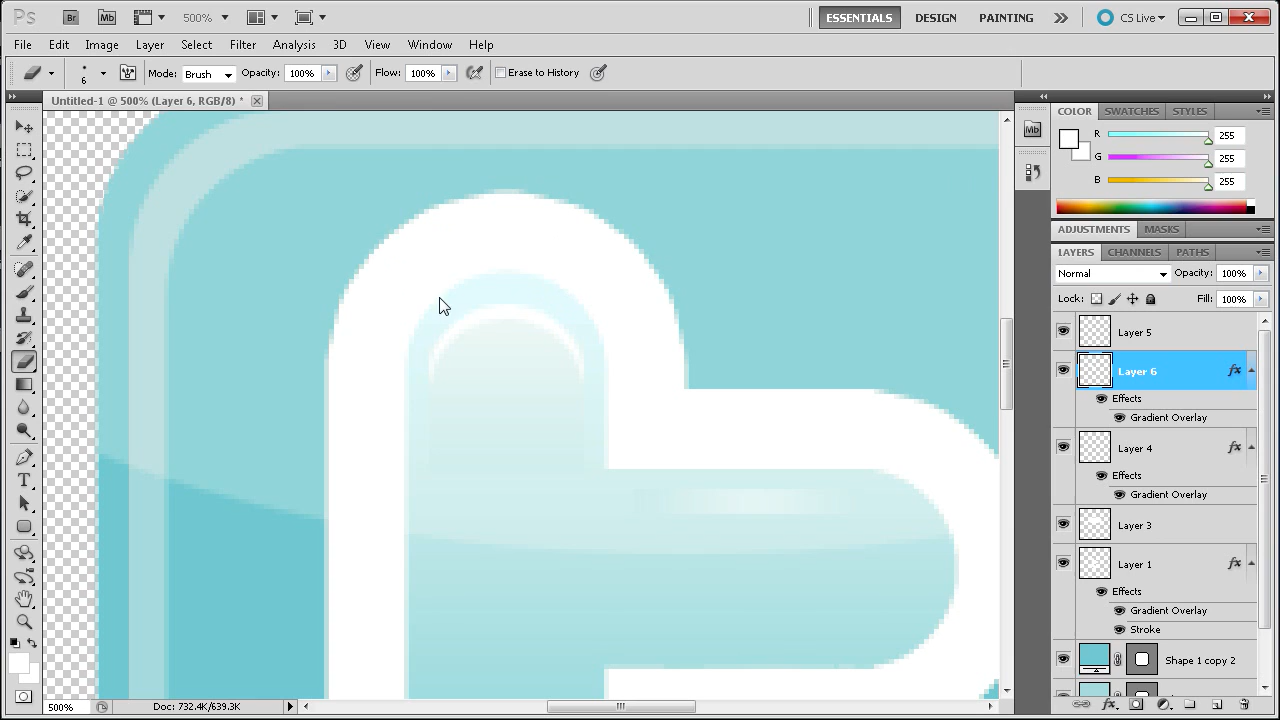 Ps Br Mb 500% ESSENTIALS DESIGN PAINTING CS Live
File Edit Image Layer Select Filter Analysis 3D View Window Help
6 Mode: Brush Opacity: 100% Flow: 100% Erase to History
Untitled-1 @ 500% (Layer 6, RGB/8) *
Mb
COLOR SWATCHES STYLES
R 255
G 255
B 255
ADJUSTMENTS MASKS
LAYERS CHANNELS PATHS
Normal Opacity: 100%
Lock: Fill: 100%
Layer 5
Layer 6 fx
Effects
Gradient Overlay
Layer 4 fx
Effects
Gradient Overlay
Layer 3
Layer 1 fx
Effects
Gradient Overlay
Stroke
Shape 1 copy 2
500% Doc: 732.4K/639.3K